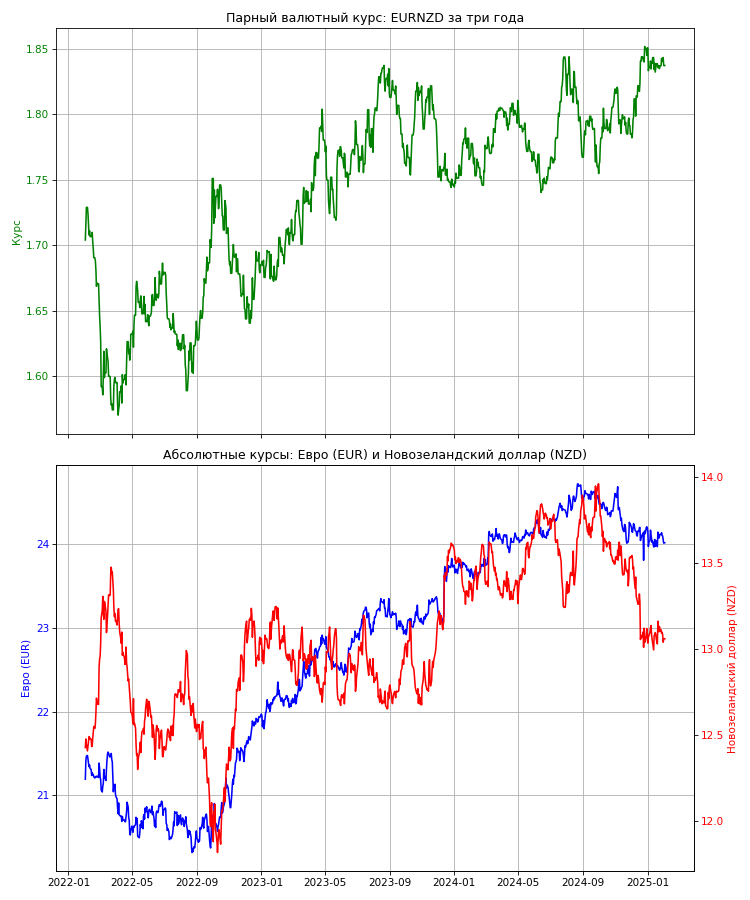 Парный валютный курс: EURNZD за три года
Курс
1.85
1.80
1.75
1.70
1.65
1.60
Абсолютные курсы: Евро (EUR) и Новозеландский доллар (NZD)
Евро (EUR)
24
23
22
21
14.0
13.5
13.0
12.5
12.0
Новозеландский доллар (NZD)
2022-01 2022-05 2022-09 2023-01 2023-05 2023-09 2024-01 2024-05 2024-09 2025-01